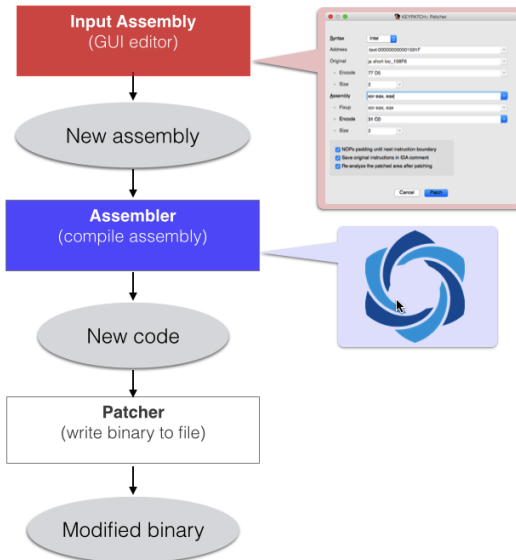 Input Assembly
(GUI editor)
New assembly
Assembler
(compile assembly)
New code
Patcher
(write binary to file)
Modified binary
KEYPATCH:: Patcher
Syntax
Intel
Address
Original
- Encode
77 D5
- Size
2
Assembly
xor eax, eax
- Fixup
xor eax, eax
- Encode
31 C0
- Size
2
NOPs padding until next instruction boundary
Save original instructions in IDA comment
Re-analyze the patched area after patching
Cancel
Patch